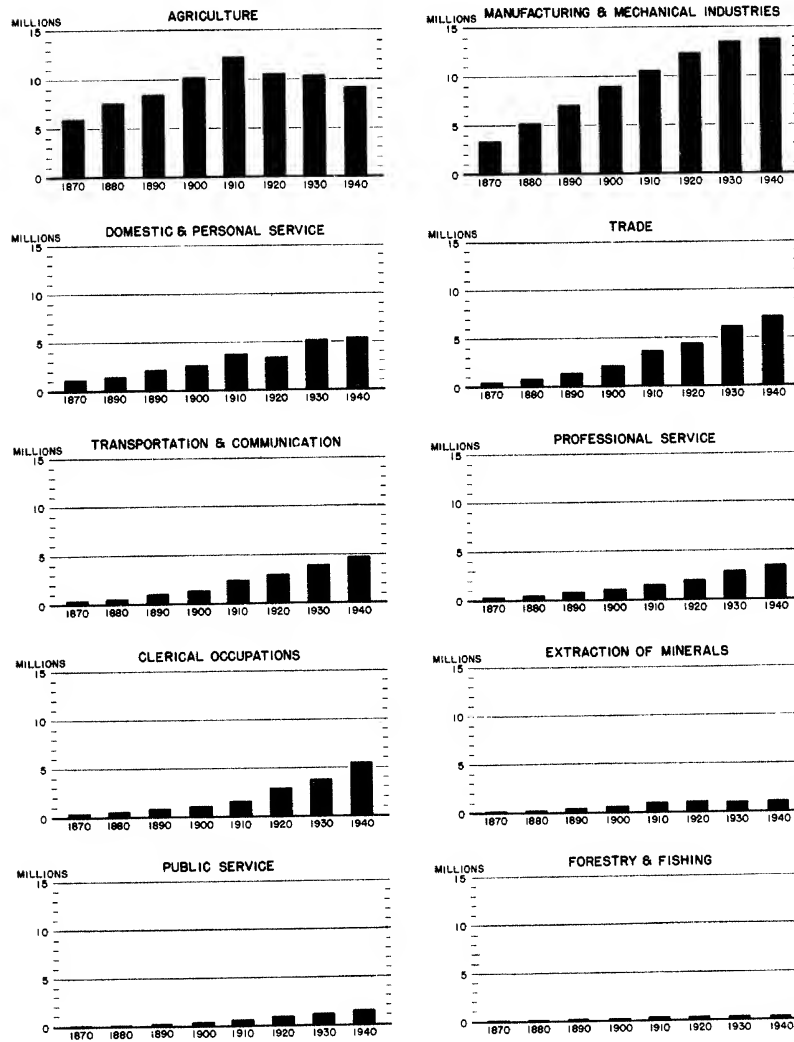 AGRICULTURE
MILLIONS
15
10
5
0
1870 1880 1890 1900 1910 1920 1930 1940
MANUFACTURING & MECHANICAL INDUSTRIES
MILLIONS
15
10
5
0
1870 1880 1890 1900 1910 1920 1930 1940
DOMESTIC & PERSONAL SERVICE
MILLIONS
15
10
5
0
1870 1890 1890 1900 1910 1920 1930 1940
TRADE
MILLIONS
15
10
5
0
1870 1880 1890 1900 1910 1920 1930 1940
TRANSPORTATION & COMMUNICATION
MILLIONS
15
10
5
0
1870 1880 1890 1900 1910 1920 1930 1940
PROFESSIONAL SERVICE
MILLIONS
15
10
5
0
1870 1880 1890 1900 1910 1920 1930 1940
CLERICAL OCCUPATIONS
MILLIONS
15
10
5
0
1870 1880 1890 1900 1910 1920 1930 1940
EXTRACTION OF MINERALS
MILLIONS
15
10
5
0
1870 1880 1890 1900 1910 1920 1930 1940
PUBLIC SERVICE
MILLIONS
15
10
5
0
1870 1880 1890 1900 1910 1920 1930 1940
FORESTRY & FISHING
MILLIONS
15
10
5
0
1870 1880 1890 1900 1910 1920 1930 1940